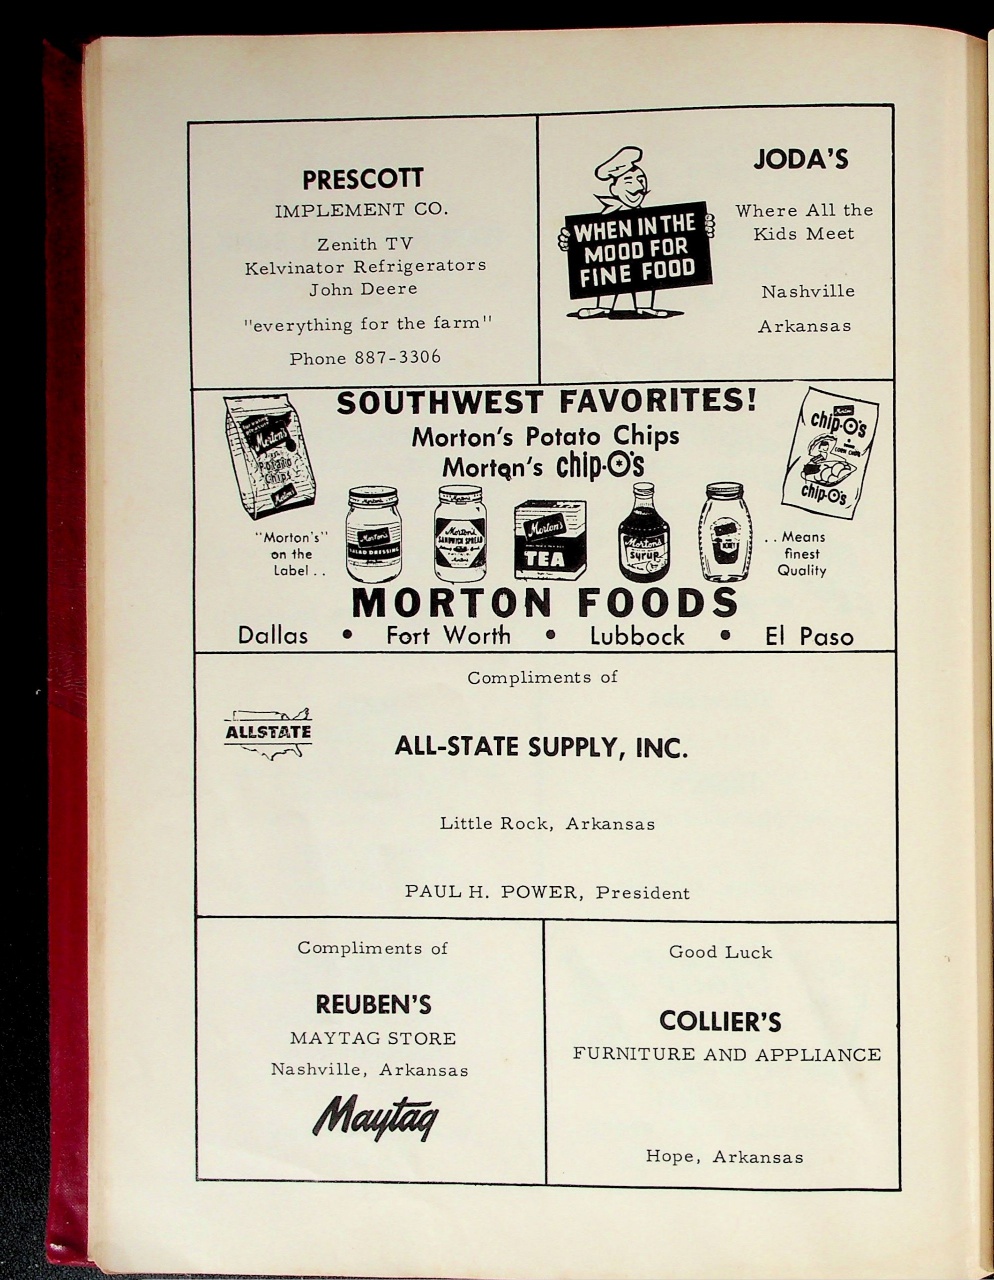 PRESCOTT
IMPLEMENT CO.
Zenith TV
Kelvinator Refrigerators
John Deere
"everything for the farm"
Phone 887-3306
WHEN IN THE
MOOD FOR
FINE FOOD
JODA'S
Where All the
Kids Meet
Nashville
Arkansas
SOUTHWEST FAVORITES!
Morton's Potato Chips
Morton's chip-O's
Morton's
Potato
Chips
Morton's
Morton
chip-O's
CORN CHIPS
chip-O's
"Morton's"
on the
Label . .
Morton's
SALAD DRESSING
Morton's
SANDWICH SPREAD
Morton's
TEA
Morton's
Syrup
HONEY
. . Means
finest
Quality
MORTON FOODS
Dallas • Fort Worth • Lubbock • El Paso
Compliments of
ALLSTATE
ALL-STATE SUPPLY, INC.
Little Rock, Arkansas
PAUL H. POWER, President
Compliments of
REUBEN'S
MAYTAG STORE
Nashville, Arkansas
Maytag
Good Luck
COLLIER'S
FURNITURE AND APPLIANCE
Hope, Arkansas